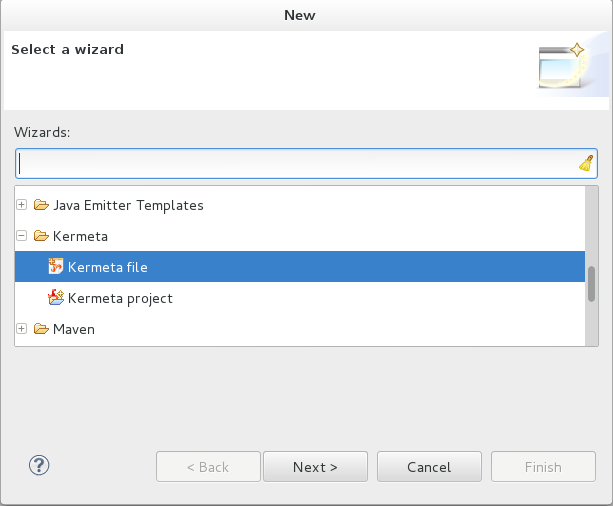 New
Select a wizard
Wizards:
Java Emitter Templates
Kermeta
Kermeta file
Kermeta project
Maven
?
< Back
Next >
Cancel
Finish